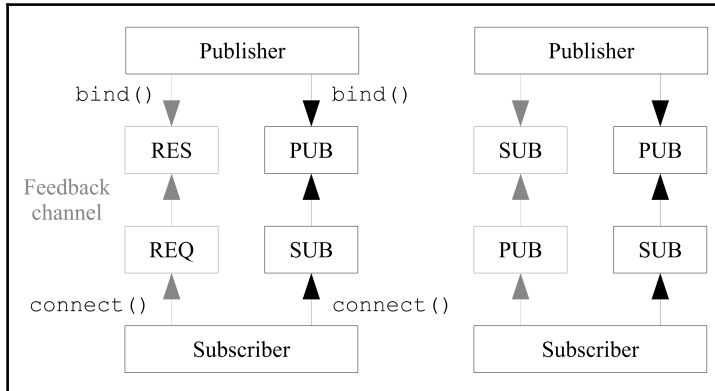 Publisher
Publisher
bind()
bind()
RES
PUB
SUB
PUB
Feedback
channel
REQ
SUB
PUB
SUB
connect()
connect()
Subscriber
Subscriber